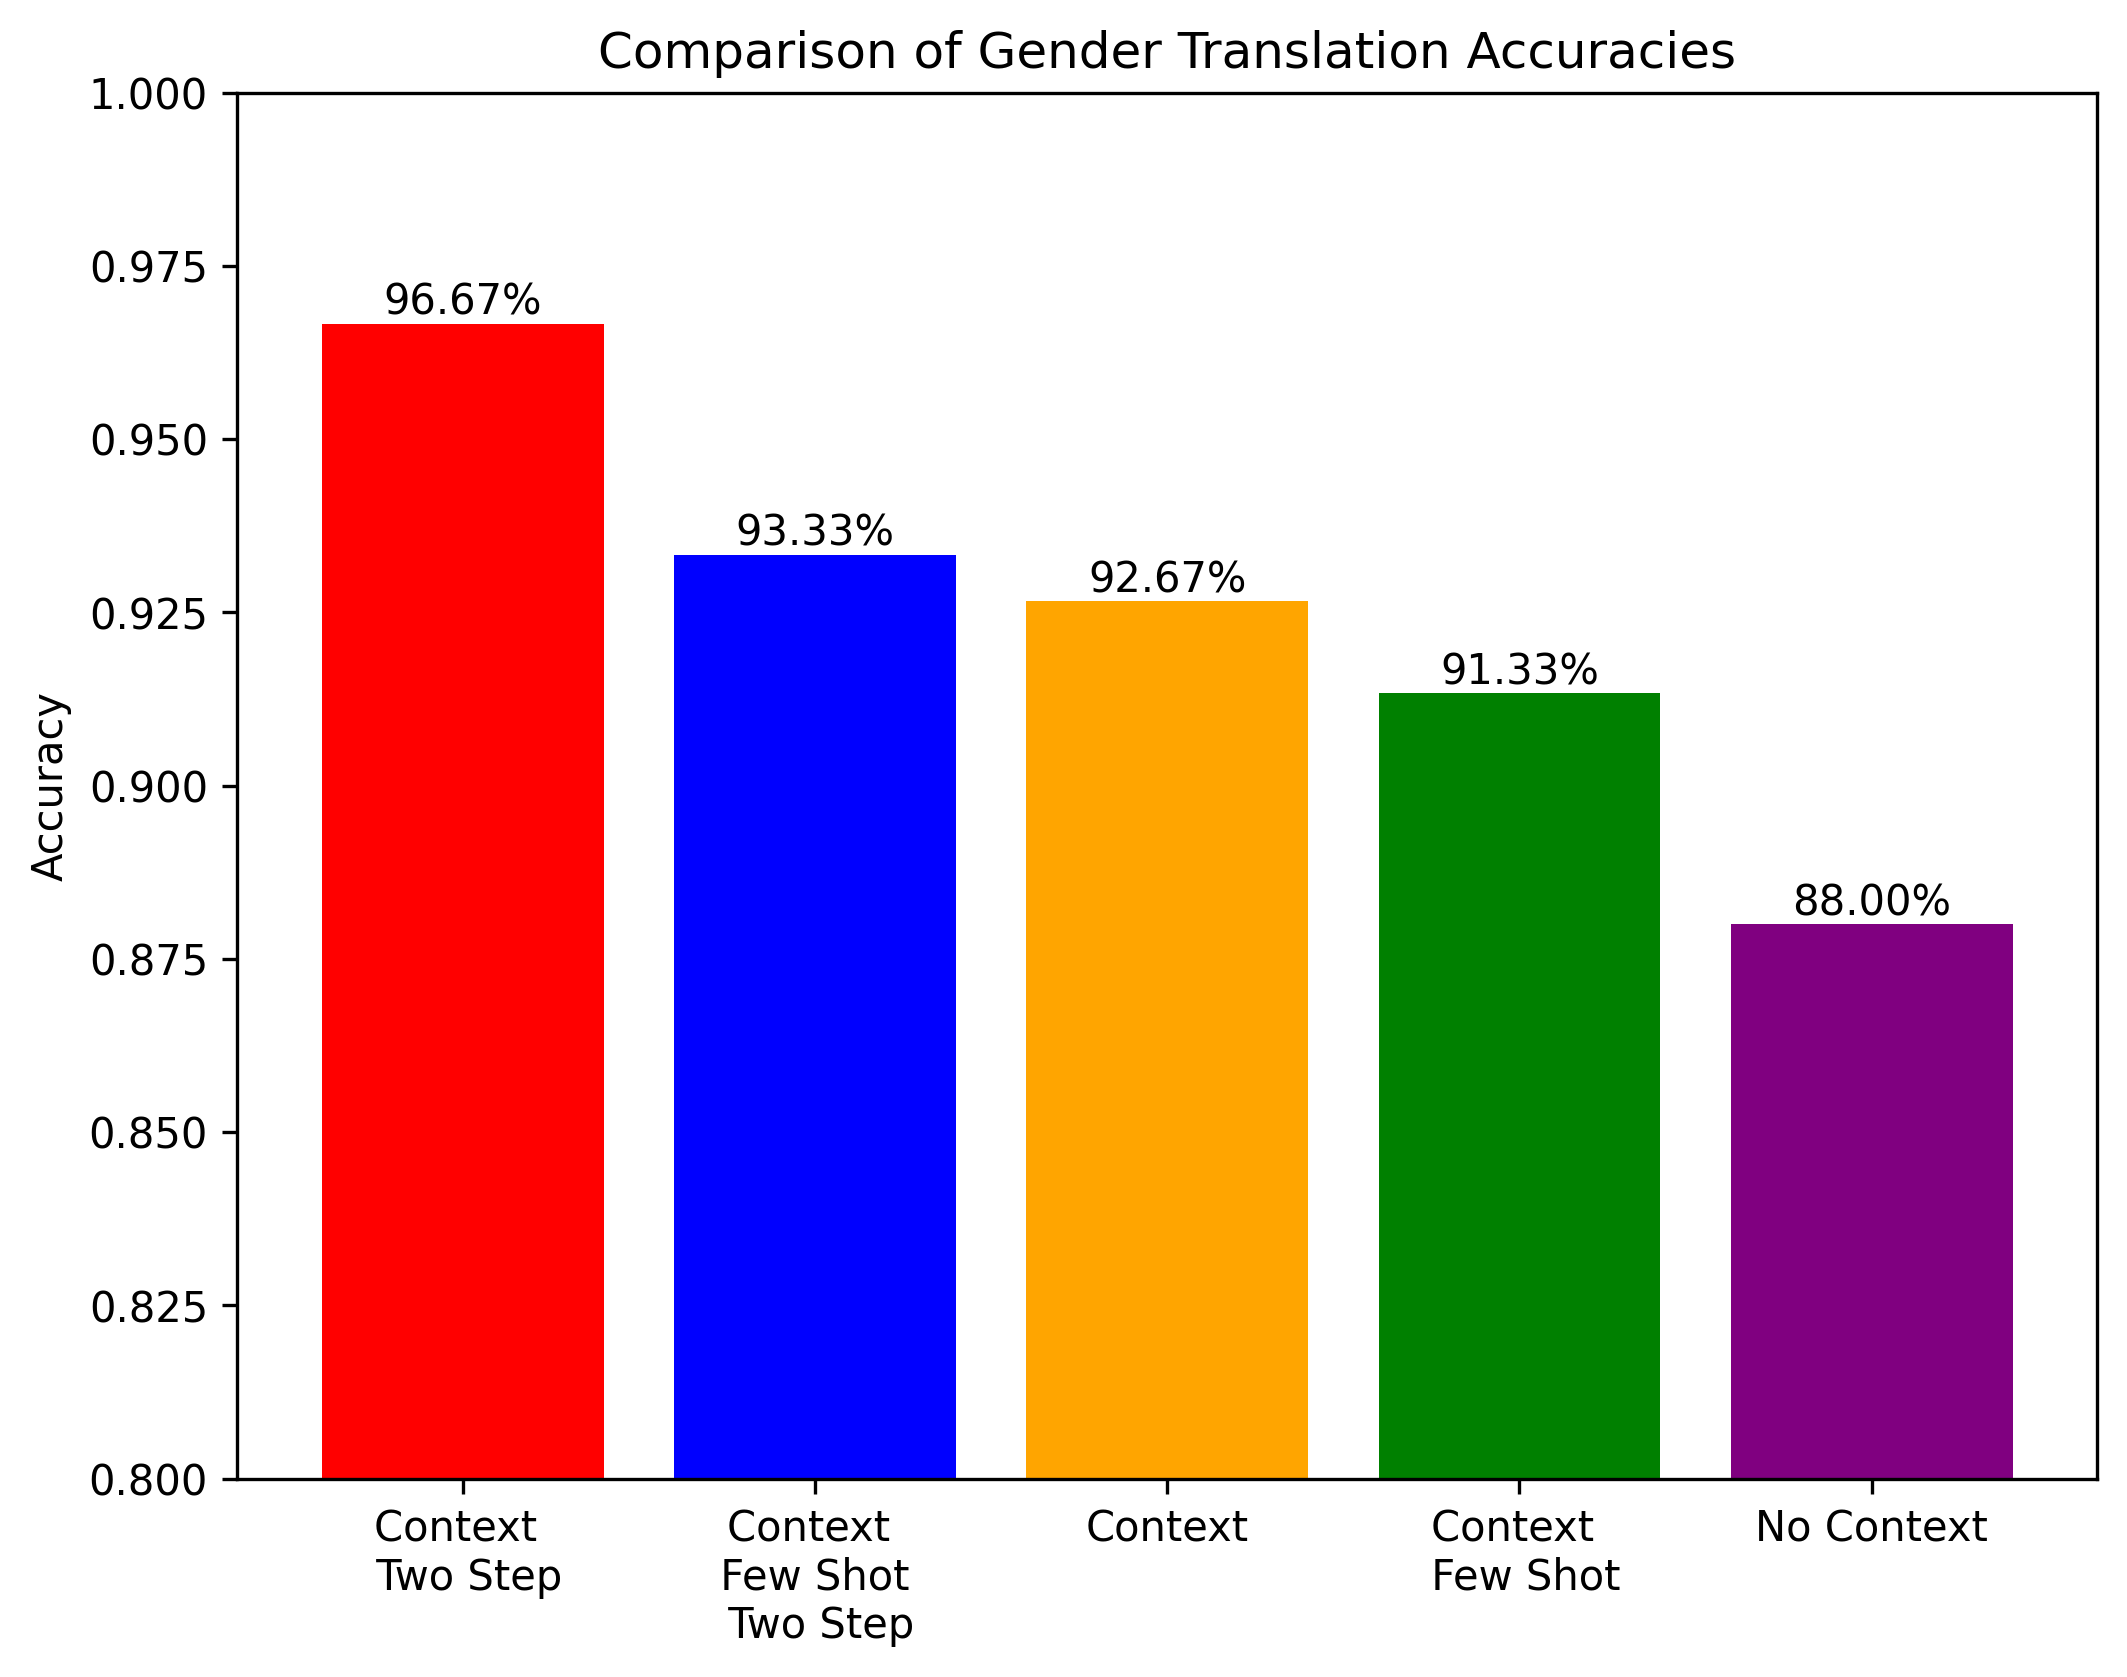 Comparison of Gender Translation Accuracies
1.000
0.975
0.950
0.925
0.900
0.875
0.850
0.825
0.800
Accuracy
96.67%
93.33%
92.67%
91.33%
88.00%
Context
Two Step
Context
Few Shot
Two Step
Context
Context
Few Shot
No Context